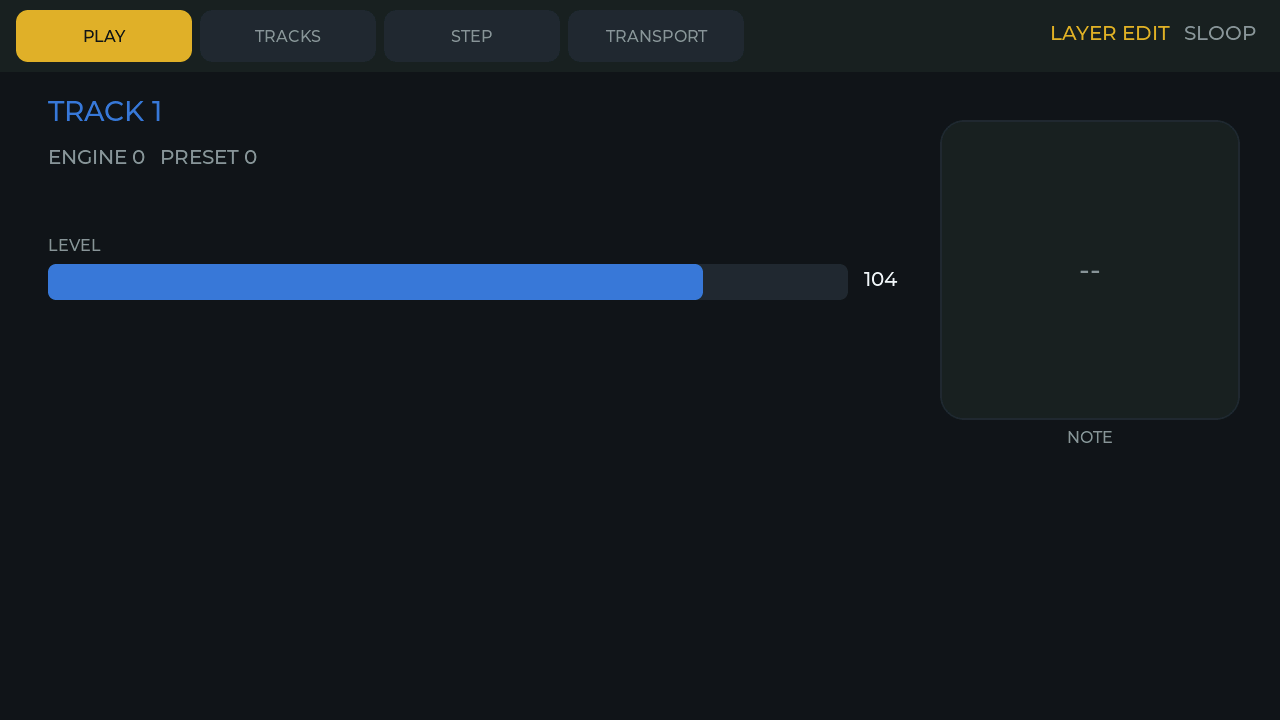 PLAY TRACKS STEP TRANSPORT LAYER EDIT SLOOP
TRACK 1
ENGINE 0 PRESET 0
LEVEL
104
--
NOTE